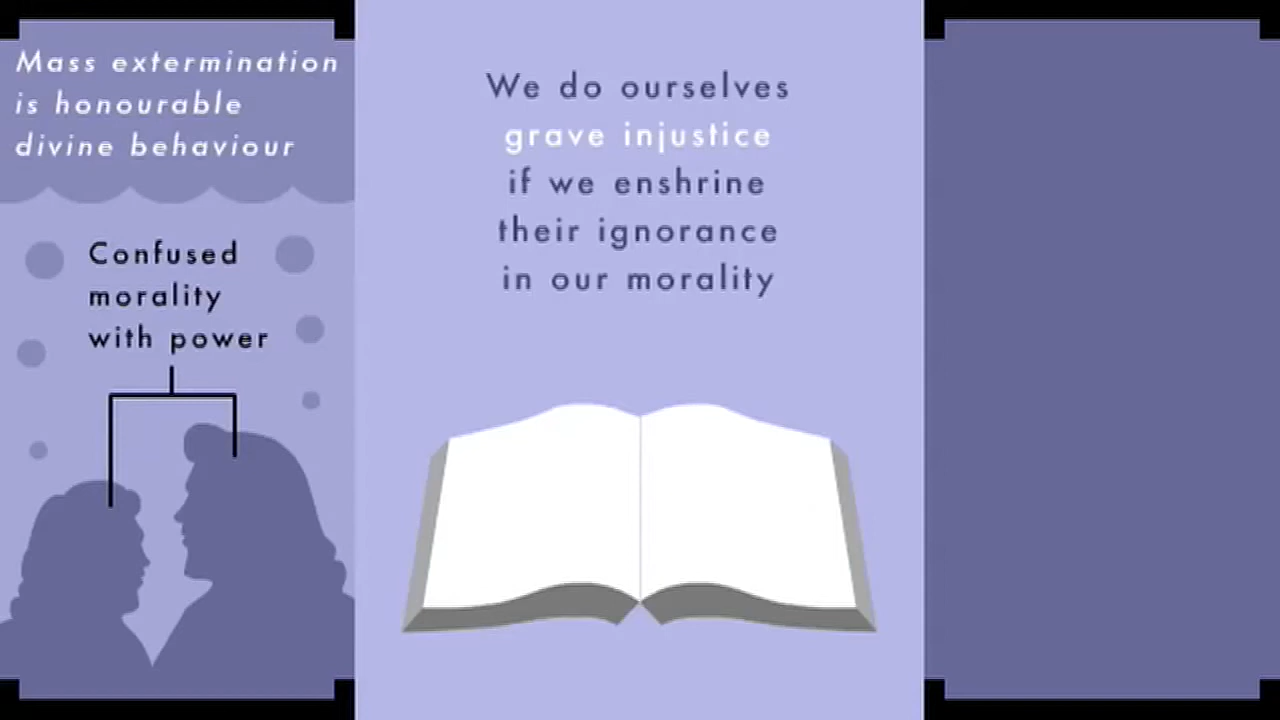 Mass extermination
is honourable
divine behaviour
Confused
morality
with power
We do ourselves
grave injustice
if we enshrine
their ignorance
in our morality